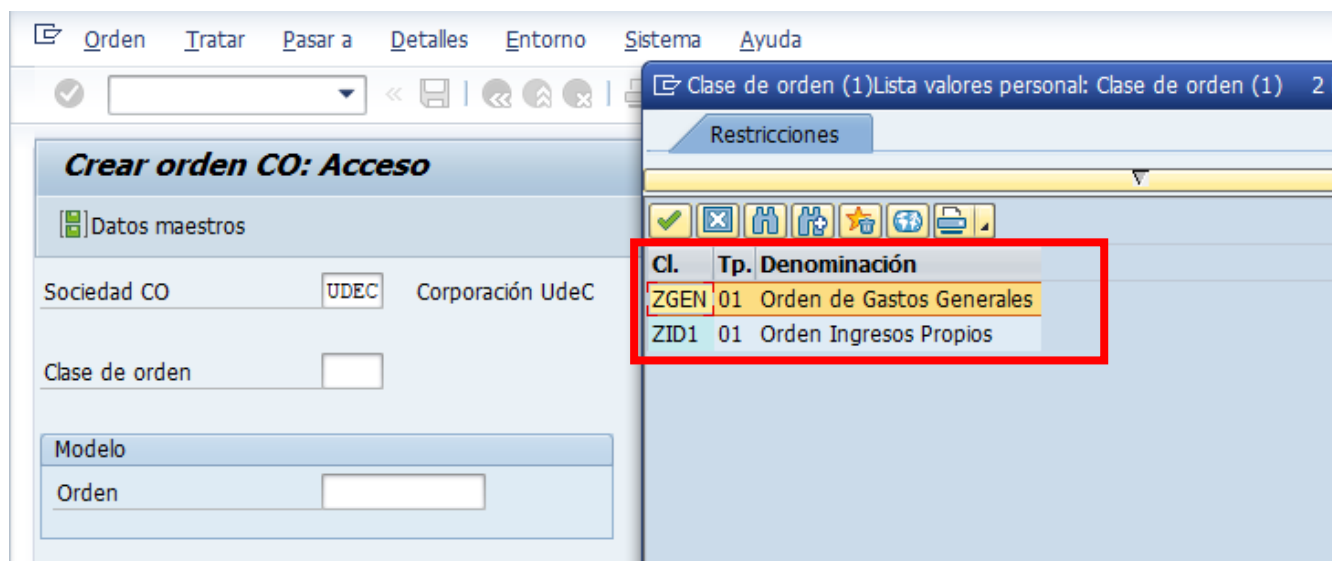 Orden Tratar Pasar a Detalles Entorno Sistema Ayuda
Clase de orden (1)Lista valores personal: Clase de orden (1) 2
Restricciones
Crear orden CO: Acceso
Datos maestros
Cl. Tp. Denominación
Sociedad CO UDEC Corporación UdeC
ZGEN 01 Orden de Gastos Generales
ZID1 01 Orden Ingresos Propios
Clase de orden
Modelo
Orden